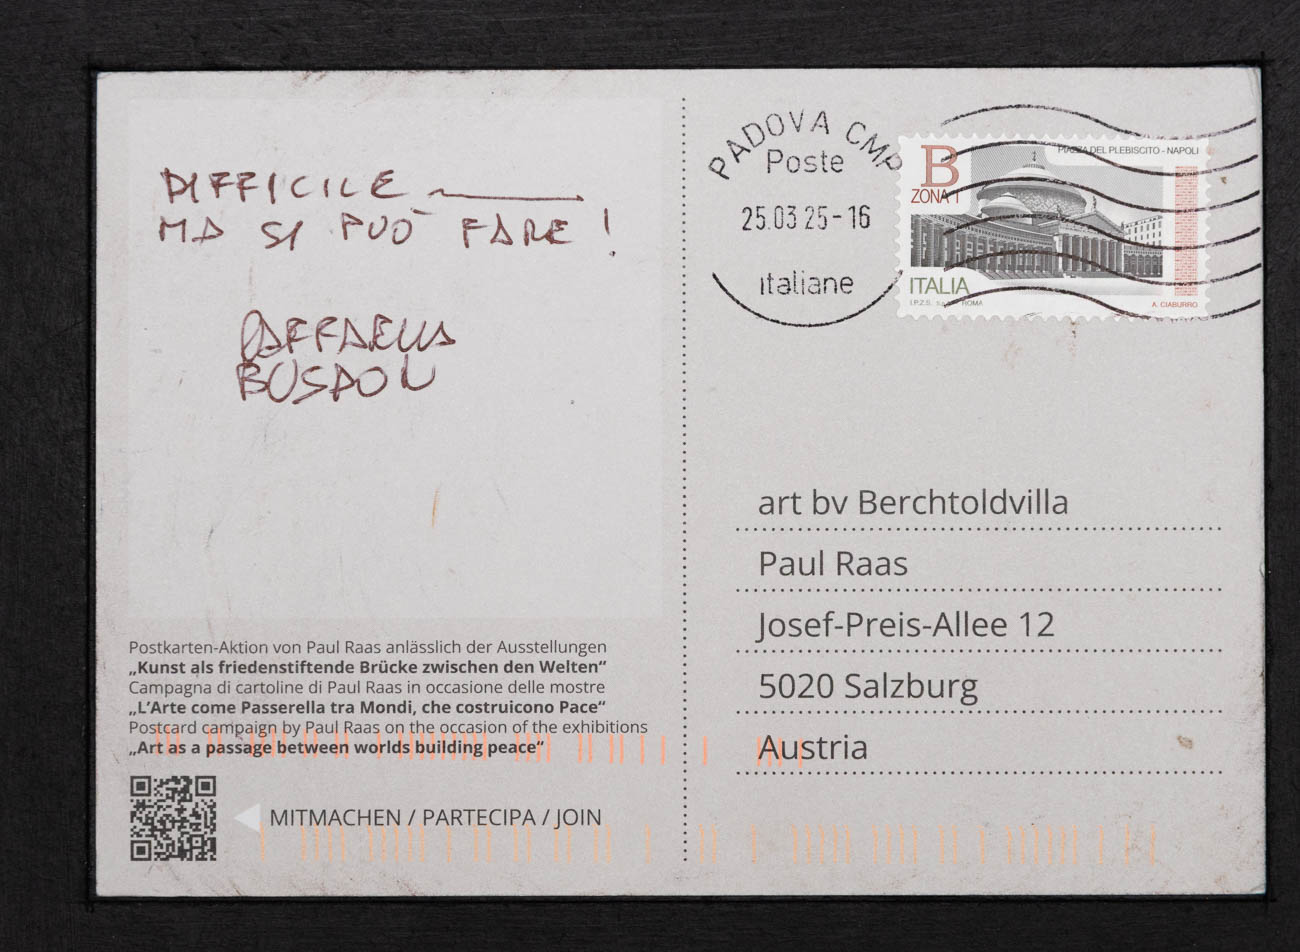 DIFFICILE
MA SI PUÒ FARE!
RAFFAELLA
PADOVA CMP
Poste
25.03 25-16
italiane
B
ZONA 1
PIAZZA DEL PLEBISCITO - NAPOLI
ITALIA
I.P.Z.S. ROMA
A. CIABURRO
art bv Berchtoldvilla
Paul Raas
Josef-Preis-Allee 12
5020 Salzburg
Austria
Postkarten-Aktion von Paul Raas anlässlich der Ausstellungen
„Kunst als friedenstiftende Brücke zwischen den Welten“
Campagna di cartoline di Paul Raas in occasione delle mostre
„L’Arte come Passerella tra Mondi, che costruicono Pace“
Postcard campaign by Paul Raas on the occasion of the exhibitions
„Art as a passage between worlds building peace“
MITMACHEN / PARTECIPA / JOIN